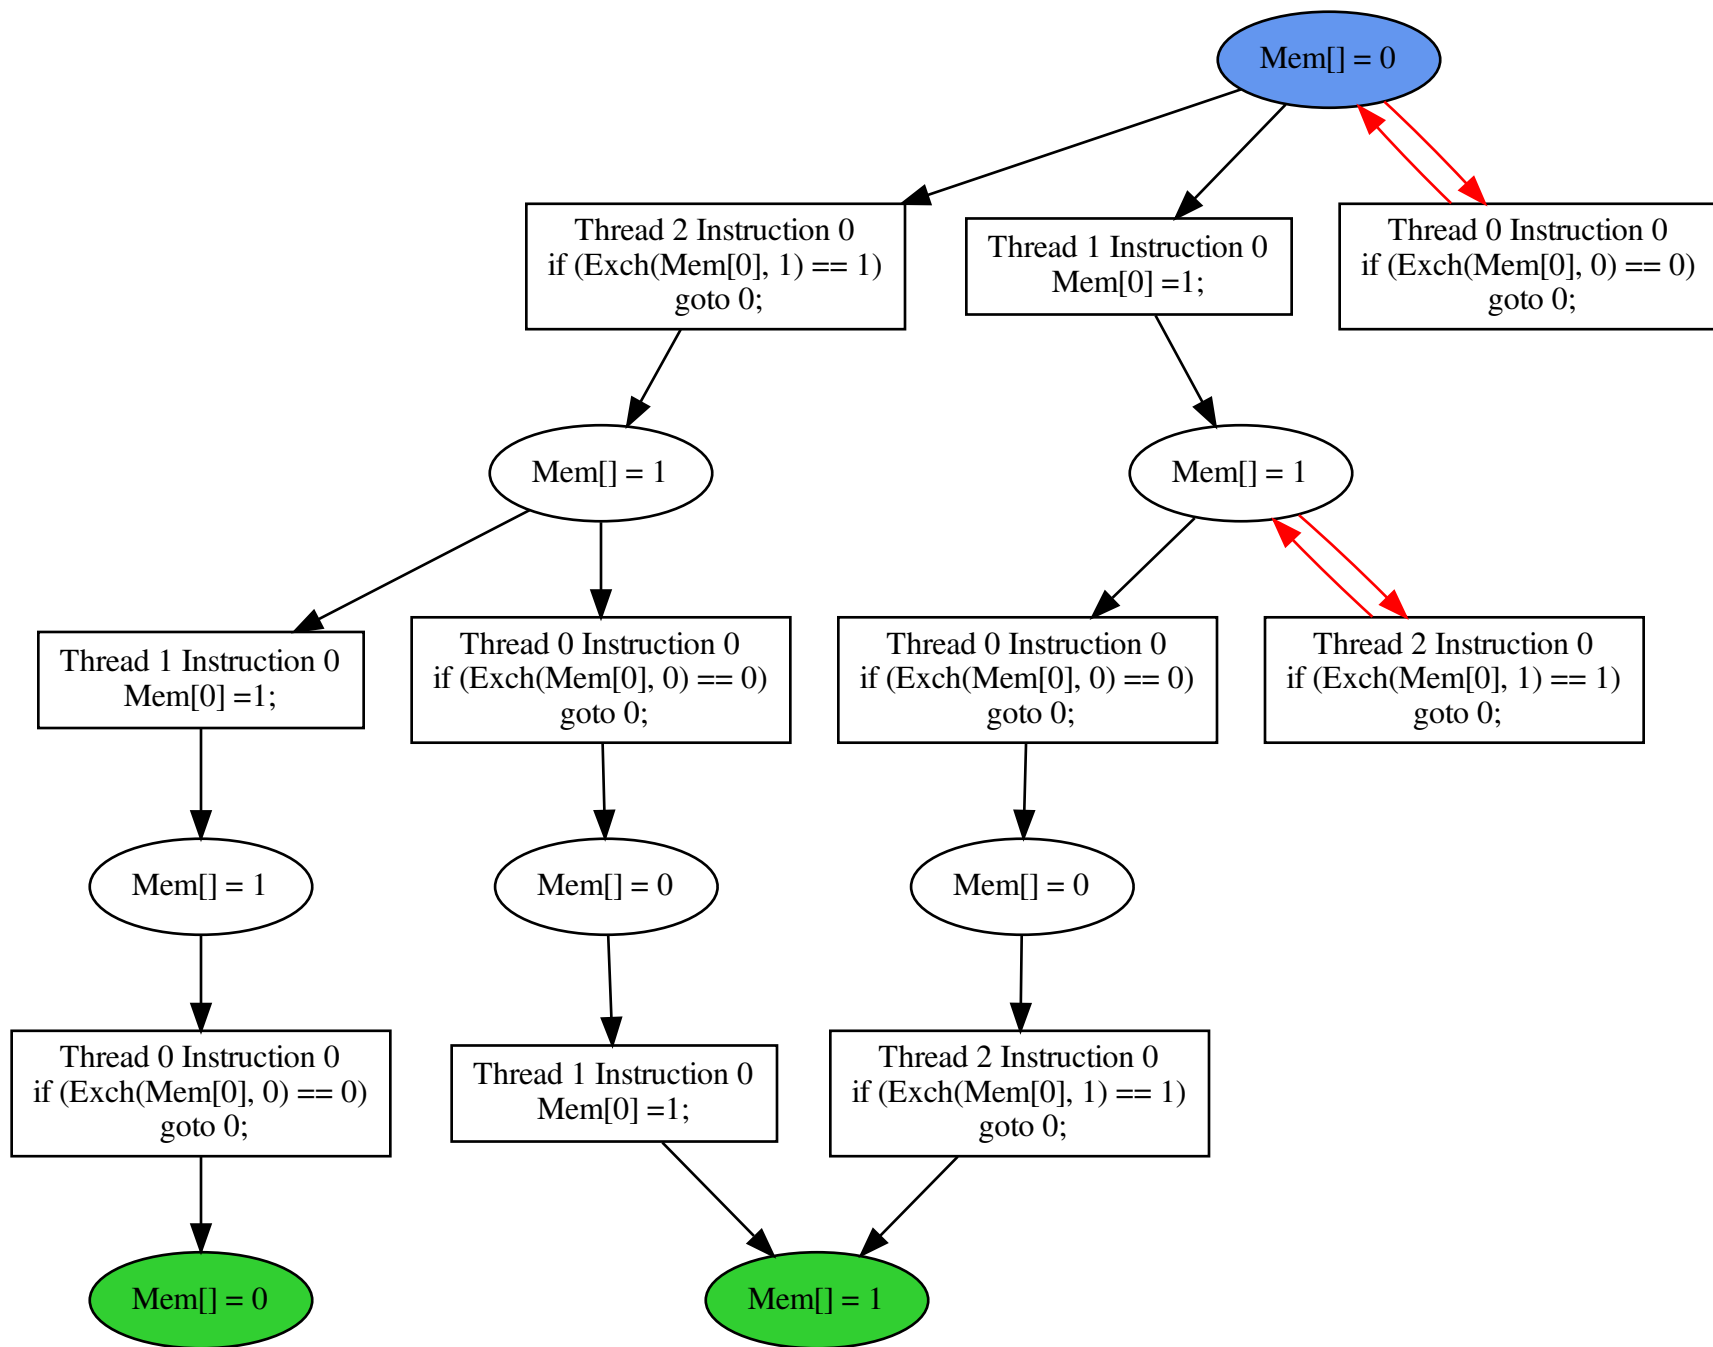 Mem[] = 0
Thread 2 Instruction 0
if (Exch(Mem[0], 1) == 1)
goto 0;
Thread 1 Instruction 0
Mem[0] =1;
Thread 0 Instruction 0
if (Exch(Mem[0], 0) == 0)
goto 0;
Mem[] = 1
Mem[] = 1
Thread 1 Instruction 0
Mem[0] =1;
Thread 0 Instruction 0
if (Exch(Mem[0], 0) == 0)
goto 0;
Thread 0 Instruction 0
if (Exch(Mem[0], 0) == 0)
goto 0;
Thread 2 Instruction 0
if (Exch(Mem[0], 1) == 1)
goto 0;
Mem[] = 1
Mem[] = 0
Mem[] = 0
Thread 0 Instruction 0
if (Exch(Mem[0], 0) == 0)
goto 0;
Thread 1 Instruction 0
Mem[0] =1;
Thread 2 Instruction 0
if (Exch(Mem[0], 1) == 1)
goto 0;
Mem[] = 0
Mem[] = 1